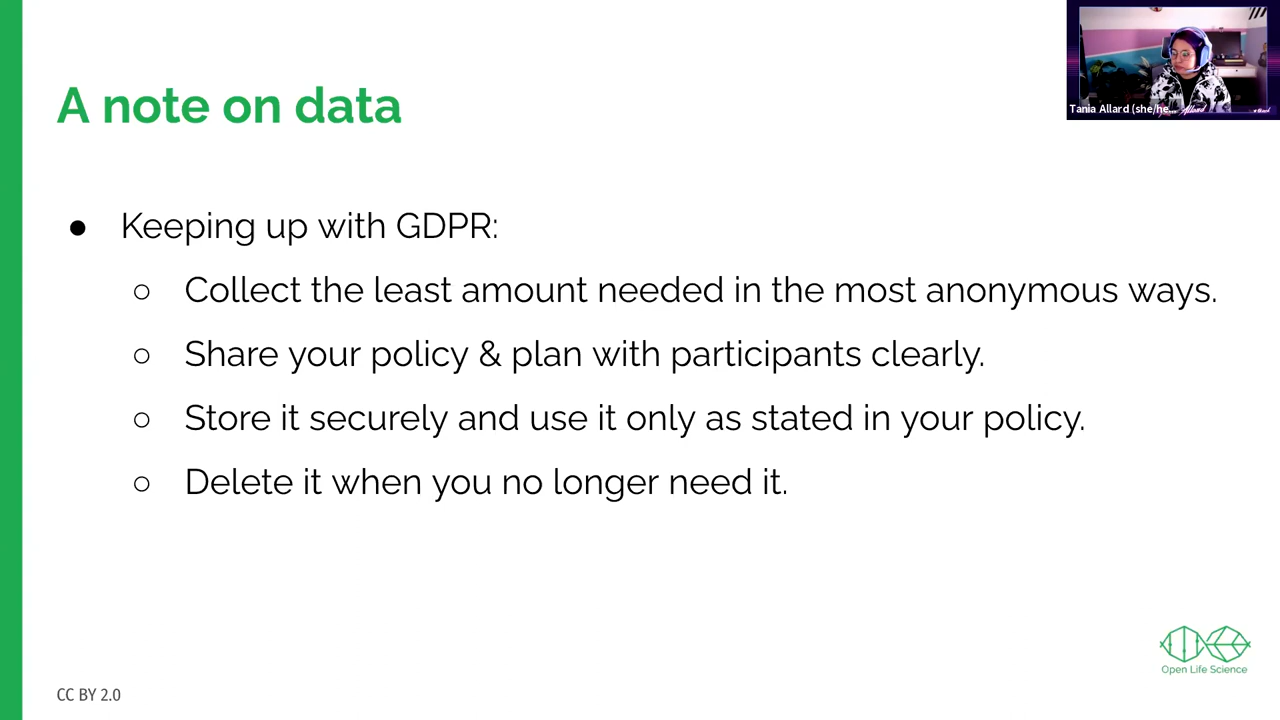 A note on data
Tania Allard (she/he...
● Keeping up with GDPR:
○ Collect the least amount needed in the most anonymous ways.
○ Share your policy & plan with participants clearly.
○ Store it securely and use it only as stated in your policy.
○ Delete it when you no longer need it.
Open Life Science
CC BY 2.0